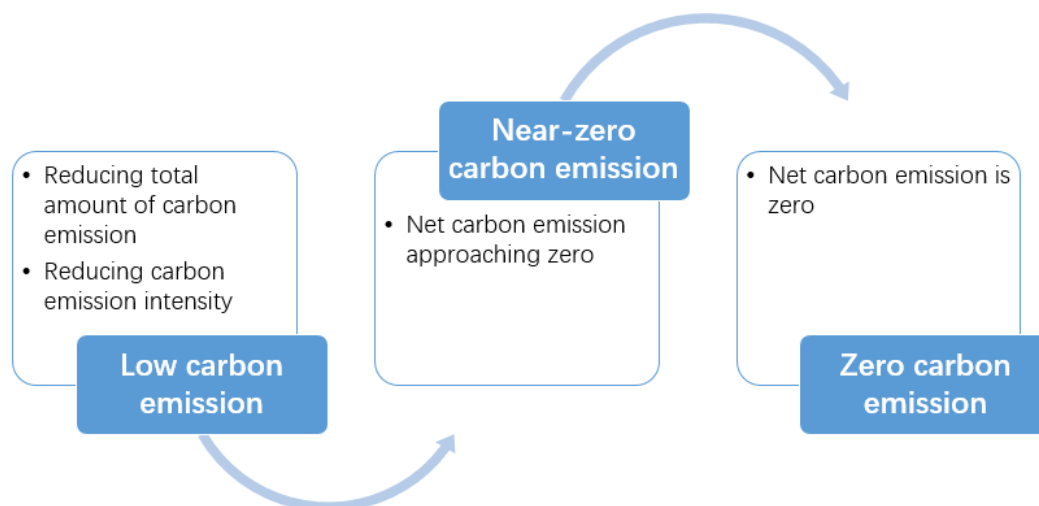 • Reducing total
amount of carbon
emission
• Reducing carbon
emission intensity
Low carbon
emission
Near-zero
carbon emission
• Net carbon emission
approaching zero
• Net carbon emission is
zero
Zero carbon
emission